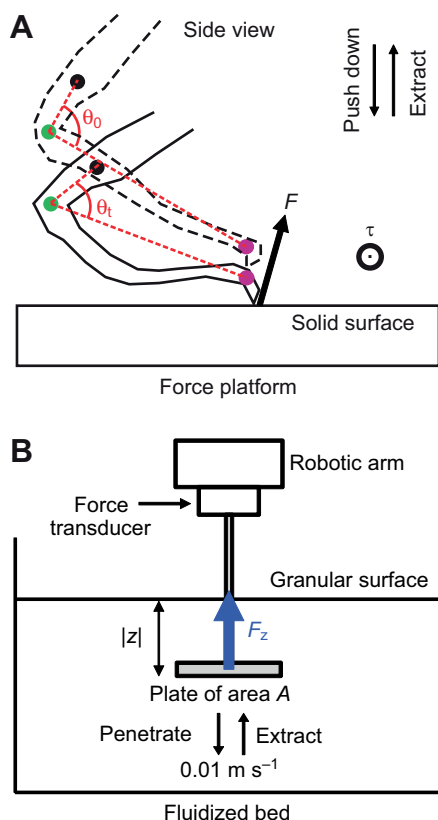 A
Side view
Push down
Extract
θ0
θt
F
τ
Solid surface
Force platform
B
Robotic arm
Force
transducer
Granular surface
|z|
Fz
Plate of area A
Penetrate
Extract
0.01 m s–1
Fluidized bed